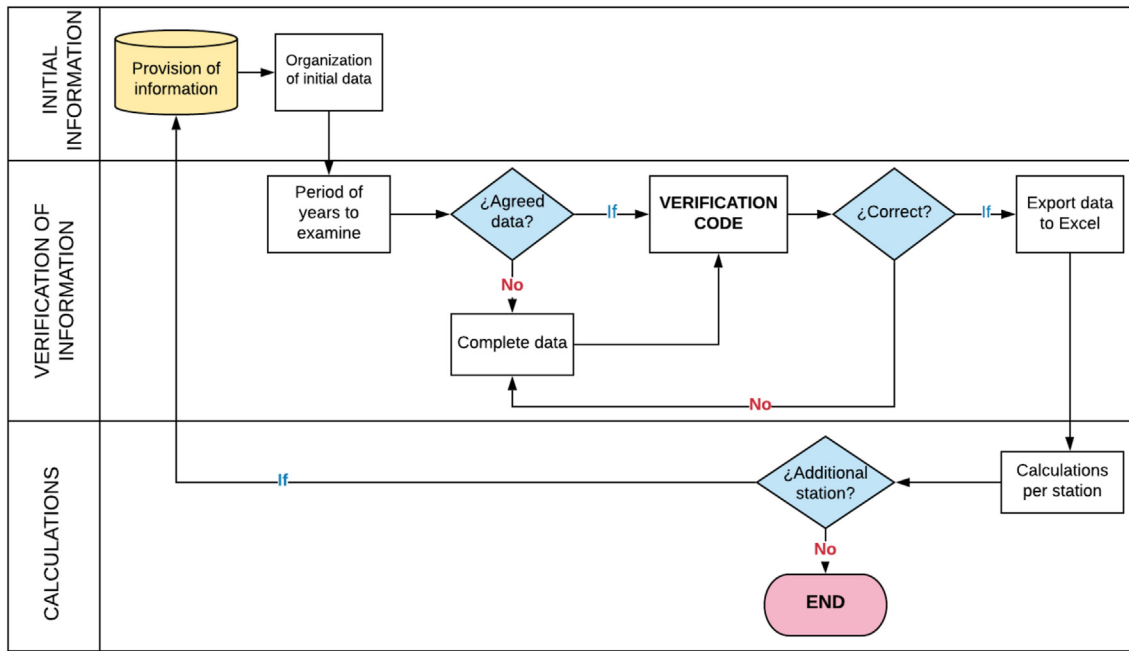 INITIAL
INFORMATION
Provision of
information
Organization
of initial data
VERIFICATION OF
INFORMATION
Period of
years to
examine
¿Agreed
data?
If
No
Complete data
VERIFICATION
CODE
¿Correct?
If
No
Export data
to Excel
CALCULATIONS
Calculations
per station
¿Additional
station?
If
No
END